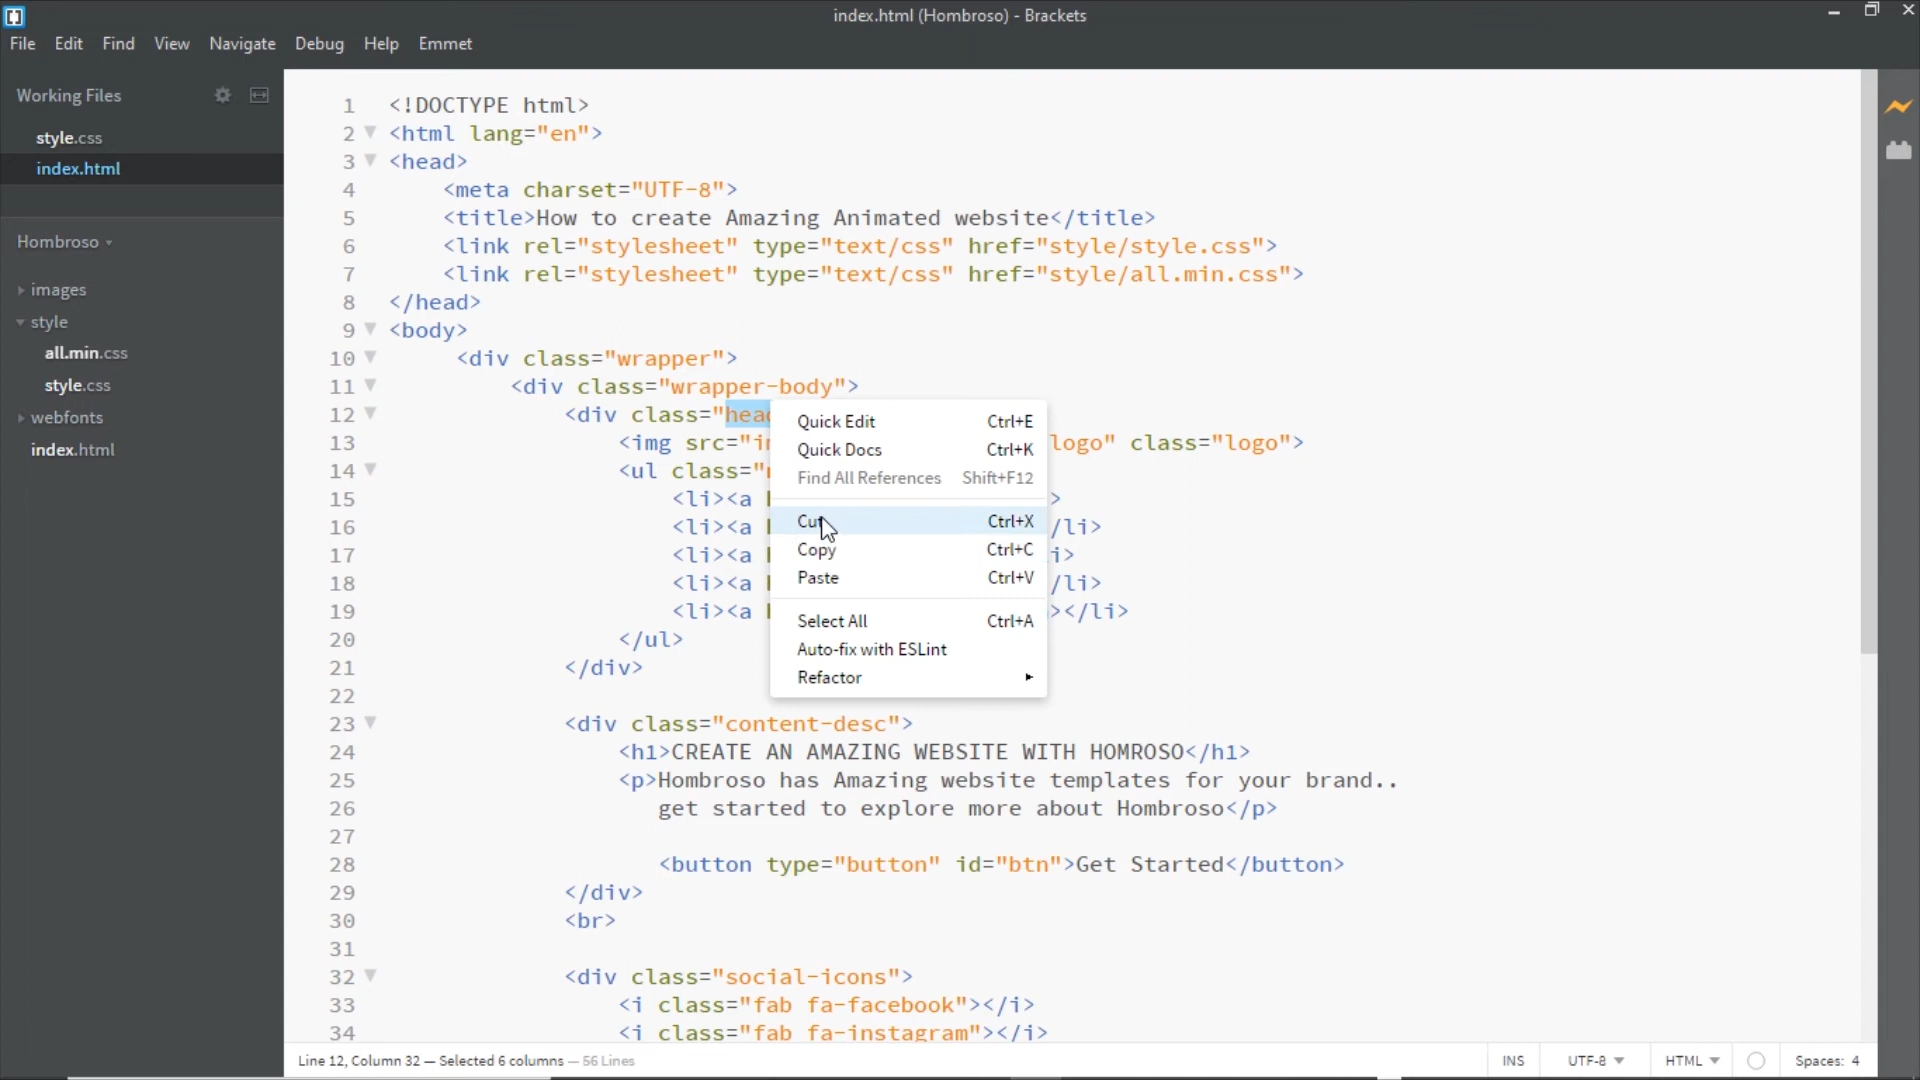 index.html (Hombroso) - Brackets
File Edit Find View Navigate Debug Help Emmet
Working Files
style.css
index.html
Hombroso
images
style
all.min.css
style.css
webfonts
index.html
1 <!DOCTYPE html>
2 <html lang="en">
3 <head>
4 <meta charset="UTF-8">
5 <title>How to create Amazing Animated website</title>
6 <link rel="stylesheet" type="text/css" href="style/style.css">
7 <link rel="stylesheet" type="text/css" href="style/all.min.css">
8 </head>
9 <body>
10 <div class="wrapper">
11 <div class="wrapper-body">
12 <div class="head
13 <img src="i logo" class="logo">
14 <ul class="
15 <li><a >
16 <li><a /li>
17 <li><a i>
18 <li><a /li>
19 <li><a ></li>
20 </ul>
21 </div>
22
23 <div class="content-desc">
24 <h1>CREATE AN AMAZING WEBSITE WITH HOMROSO</h1>
25 <p>Hombroso has Amazing website templates for your brand..
26 get started to explore more about Hombroso</p>
27
28 <button type="button" id="btn">Get Started</button>
29 </div>
30 <br>
31
32 <div class="social-icons">
33 <i class="fab fa-facebook"></i>
34 <i class="fab fa-instagram"></i>
Quick Edit Ctrl+E
Quick Docs Ctrl+K
Find All References Shift+F12
Cut Ctrl+X
Copy Ctrl+C
Paste Ctrl+V
Select All Ctrl+A
Auto-fix with ESLint
Refactor
Line 12, Column 32 — Selected 6 columns — 56 Lines
INS UTF-8 HTML Spaces: 4